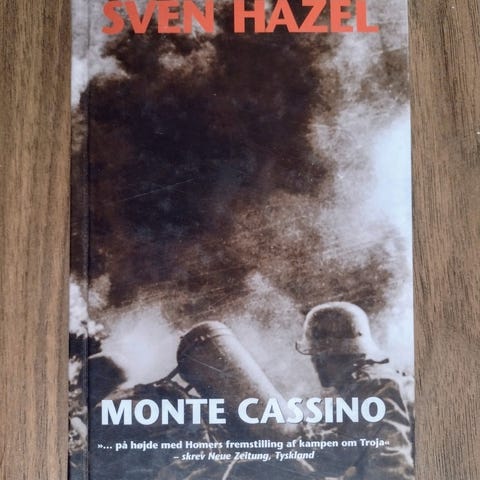 SVEN HAZEL
MONTE CASSINO
»... på højde med Homers fremstilling af kampen om Troja«
– skrev Neue Zeitung, Tyskland